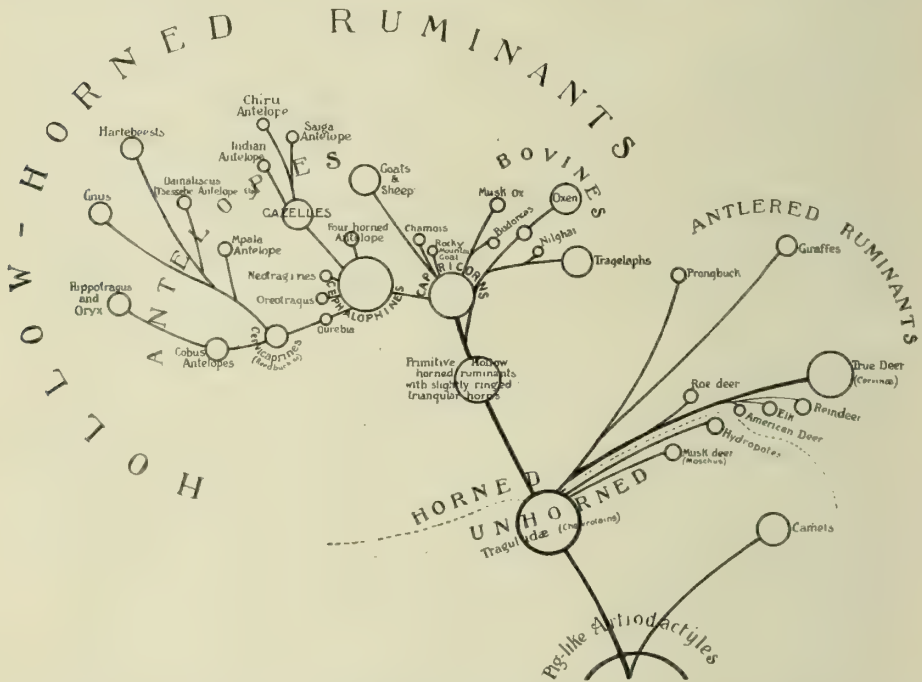 HOLLOW-HORNED RUMINANTS
ANTELOPES
BOVINES
ANTLERED RUMINANTS
Chiru
Antelope
Saiga
Antelope
Hartebeests
Indian
Antelope
Damaliscus
(Tsessebe Antelope
Gnus
GAZELLES
Goats
&
Sheep
Four horned
Antelope
Mpala
Antelope
Neotragines
Oreotragus
Ourebia
CEPHALOPHINES
Hippotragus
and
Oryx
Cobus
Antelopes
Cervicaprines
(Reedbucks)
Chamois
Rocky
Mountain
Goat
CAPRICORNS
Musk Ox
Budorcas
Oxen
Nilghai
Tragelaphs
Primitive Hollow
horned ruminants
with slightly ringed
triangular horns
Prongbuck
Giraffes
True Deer
(Cervinæ)
Roe deer
Elk
Reindeer
American Deer
Hydropotes
Musk deer
(Moschus)
HORNED
UNHORNED
Tragulidæ (Chevrotains)
Camels
Pig-like Artiodactyles